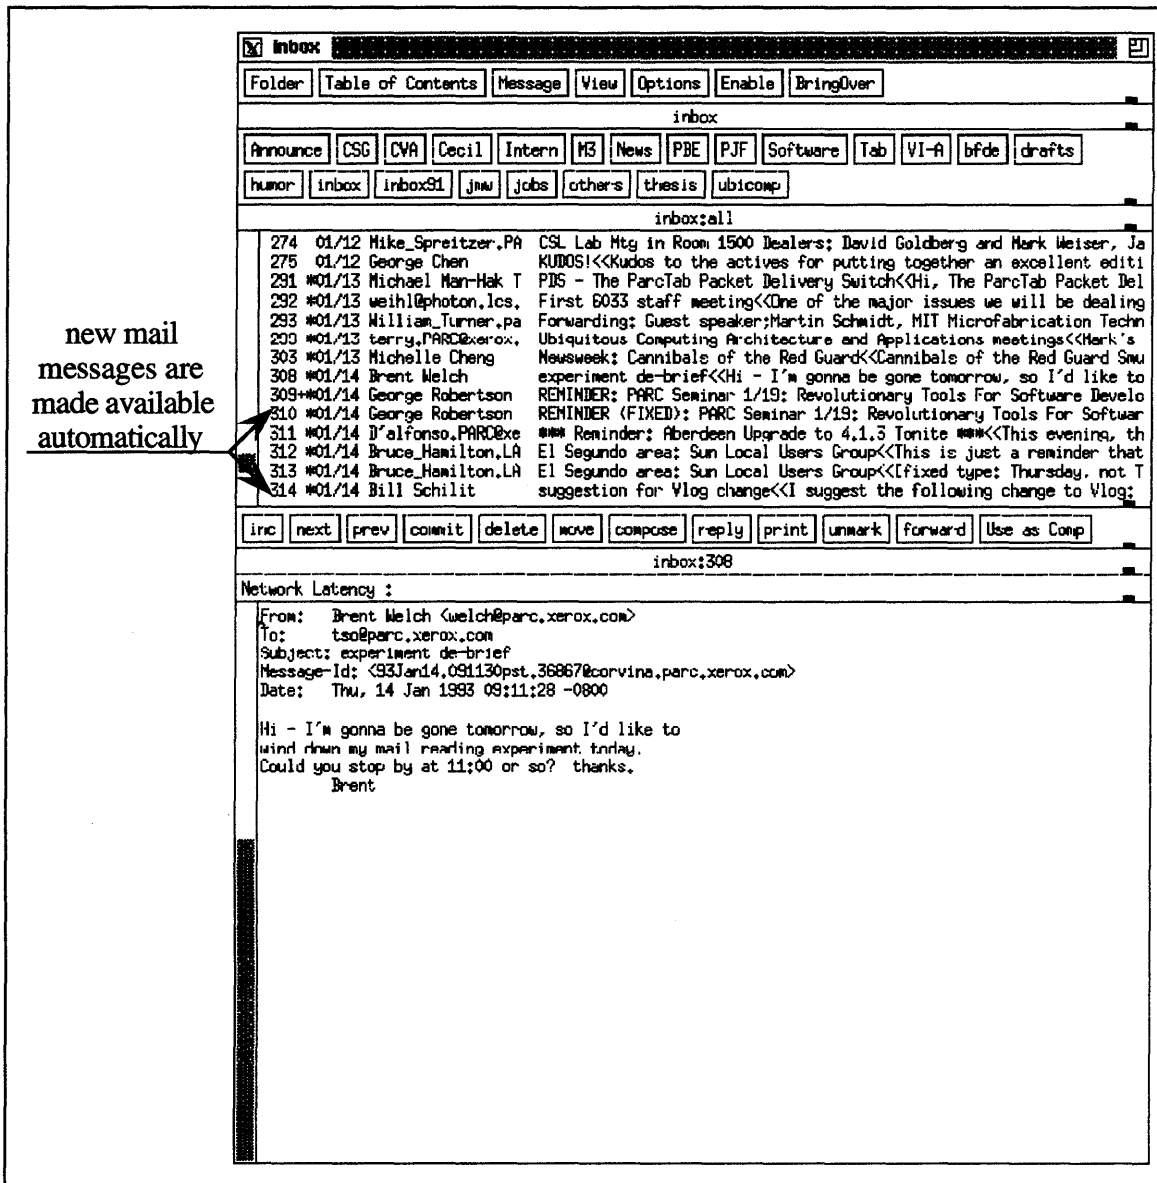 inbox
Folder Table of Contents Message View Options Enable BringOver
inbox
Announce CSG CVA Cecil Intern M3 News PBE PJF Software Tab VI-A bfde drafts
humor inbox inbox91 jmw jobs others thesis ubicomp
inbox:all
274 01/12 Mike_Spreitzer.PA CSL Lab Mtg in Room 1500 Dealers: David Goldberg and Mark Weiser, Ja
275 01/12 George Chen KUDOS!<<Kudos to the actives for putting together an excellent editi
291 *01/13 Michael Man-Hak T PDS - The ParcTab Packet Delivery Switch<<Hi, The ParcTab Packet Del
292 *01/13 weihl@photon.lcs. First 6033 staff meeting<<One of the major issues we will be dealing
293 *01/13 William_Turner.pa Forwarding: Guest speaker:Martin Schmidt, MIT Microfabrication Techn
*01/13 terry.PARC@xerox. Ubiquitous Computing Architecture and Applications meetings<<Mark's
303 *01/13 Michelle Cheng Newsweek: Cannibals of the Red Guard<<Cannibals of the Red Guard Smu
308 *01/14 Brent Welch experiment de-brief<<Hi - I'm gonna be gone tomorrow, so I'd like to
309+*01/14 George Robertson REMINDER: PARC Seminar 1/19: Revolutionary Tools For Software Develo
310 *01/14 George Robertson REMINDER (FIXED): PARC Seminar 1/19: Revolutionary Tools For Softwar
311 *01/14 D'alfonso.PARC@xe *** Reminder: Aberdeen Upgrade to 4.1.3 Tonite ***<<This evening, th
312 *01/14 Bruce_Hamilton.LA El Segundo area: Sun Local Users Group<<This is just a reminder that
313 *01/14 Bruce_Hamilton.LA El Segundo area: Sun Local Users Group<<[fixed type: Thursday, not T
314 *01/14 Bill Schilit suggestion for Vlog change<<I suggest the following change to Vlog:
new mail
messages are
made available
automatically
inc next prev commit delete move compose reply print unmark forward Use as Comp
inbox:308
Network Latency :
From: Brent Welch <welch@parc.xerox.com>
To: tso@parc.xerox.com
Subject: experiment de-brief
Message-Id: <93Jan14.091130pst.36867@corvina.parc.xerox.com>
Date: Thu, 14 Jan 1993 09:11:28 -0800
Hi - I'm gonna be gone tomorrow, so I'd like to
wind down my mail reading experiment today.
Could you stop by at 11:00 or so? thanks.
Brent